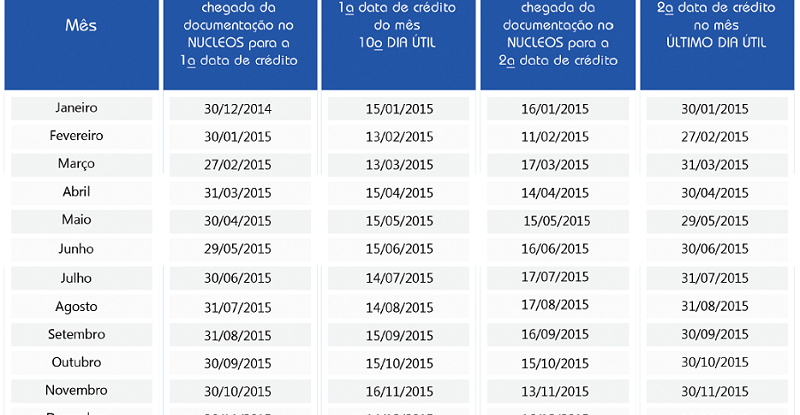 Mês
chegada da
documentação no
NUCLEOS para a
1ª data de crédito
1ª data de crédito
do mês
10º DIA ÚTIL
chegada da
documentação no
NUCLEOS para a
2ª data de crédito
2ª data de crédito
no mês
ÚLTIMO DIA ÚTIL
Janeiro 30/12/2014 15/01/2015 16/01/2015 30/01/2015
Fevereiro 30/01/2015 13/02/2015 11/02/2015 27/02/2015
Março 27/02/2015 13/03/2015 17/03/2015 31/03/2015
Abril 31/03/2015 15/04/2015 14/04/2015 30/04/2015
Maio 30/04/2015 15/05/2015 15/05/2015 29/05/2015
Junho 29/05/2015 15/06/2015 16/06/2015 30/06/2015
Julho 30/06/2015 14/07/2015 17/07/2015 31/07/2015
Agosto 31/07/2015 14/08/2015 17/08/2015 31/08/2015
Setembro 31/08/2015 15/09/2015 16/09/2015 30/09/2015
Outubro 30/09/2015 15/10/2015 15/10/2015 30/10/2015
Novembro 30/10/2015 16/11/2015 13/11/2015 30/11/2015